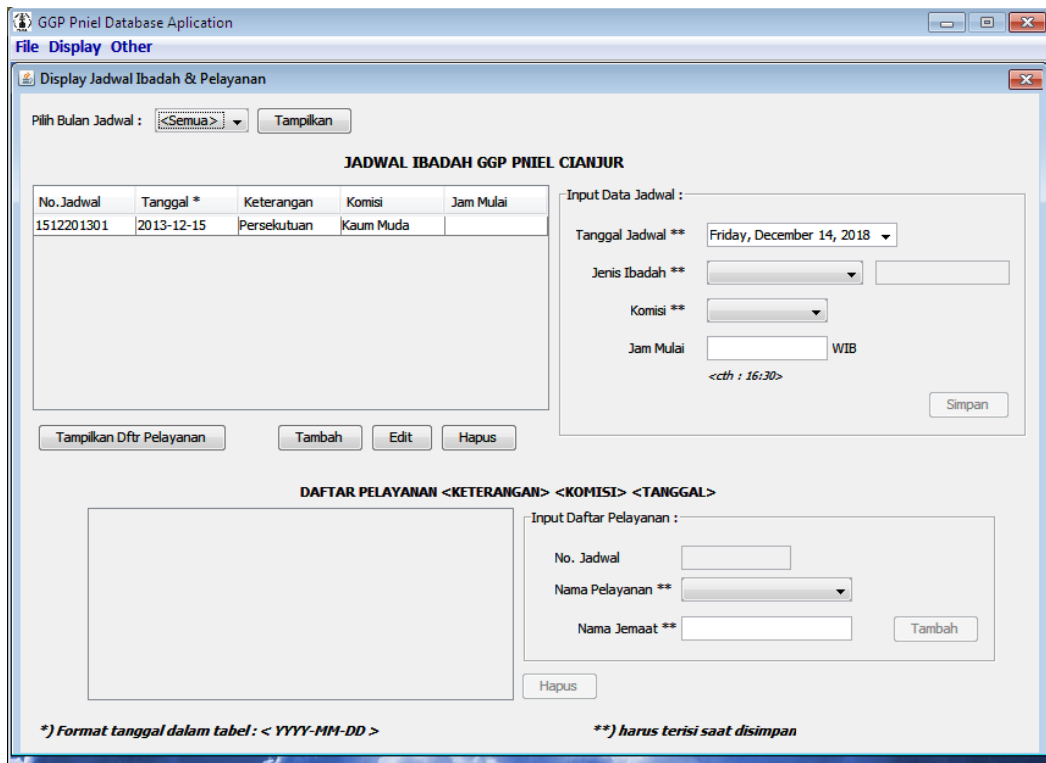 GGP Pniel Database Aplication
File Display Other
Display Jadwal Ibadah & Pelayanan
Pilih Bulan Jadwal : <Semua> Tampilkan
JADWAL IBADAH GGP PNIEL CIANJUR
No.Jadwal Tanggal * Keterangan Komisi Jam Mulai
1512201301 2013-12-15 Persekutuan Kaum Muda
Input Data Jadwal :
Tanggal Jadwal ** Friday, December 14, 2018
Jenis Ibadah **
Komisi **
Jam Mulai WIB
<cth : 16:30>
Simpan
Tampilkan Dftr Pelayanan Tambah Edit Hapus
DAFTAR PELAYANAN <KETERANGAN> <KOMISI> <TANGGAL>
Input Daftar Pelayanan :
No. Jadwal
Nama Pelayanan **
Nama Jemaat ** Tambah
Hapus
*) Format tanggal dalam tabel : < YYYY-MM-DD > **) harus terisi saat disimpan